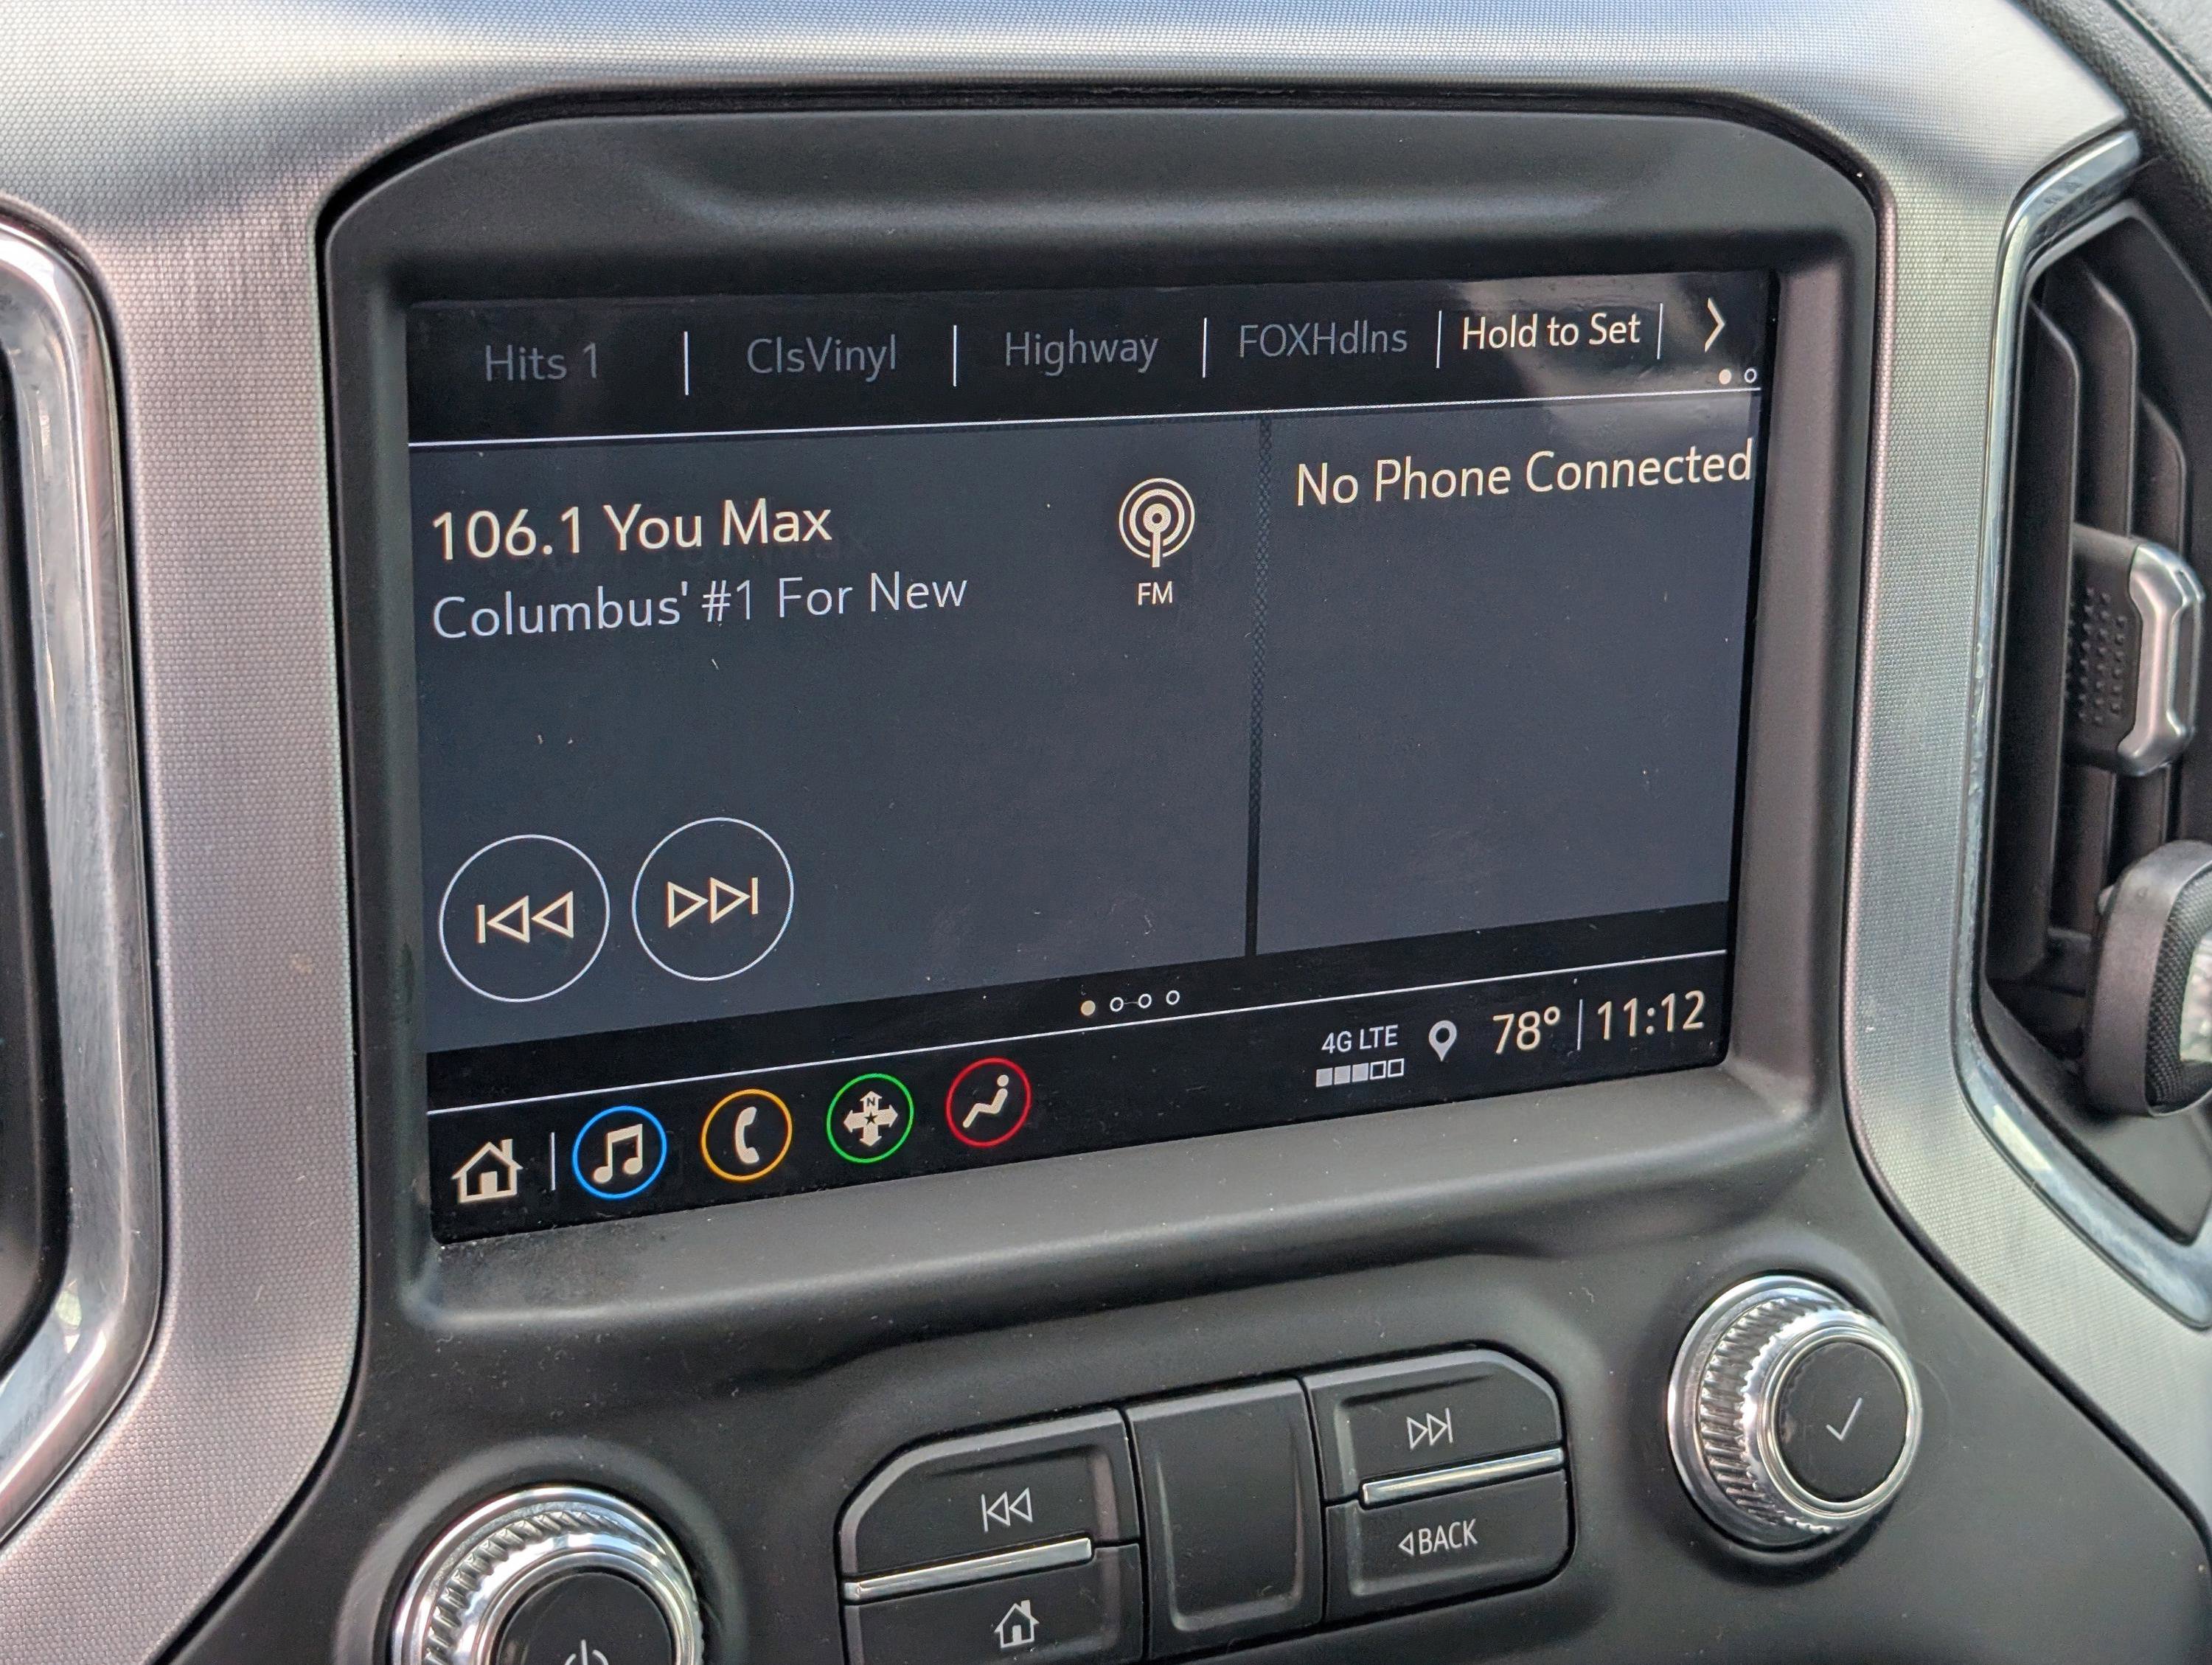 Hits 1 | ClsVinyl | Highway | FOXHdlns | Hold to Set |
106.1 You Max
Columbus' #1 For New
FM
No Phone Connected
4G LTE
78° | 11:12
N
BACK